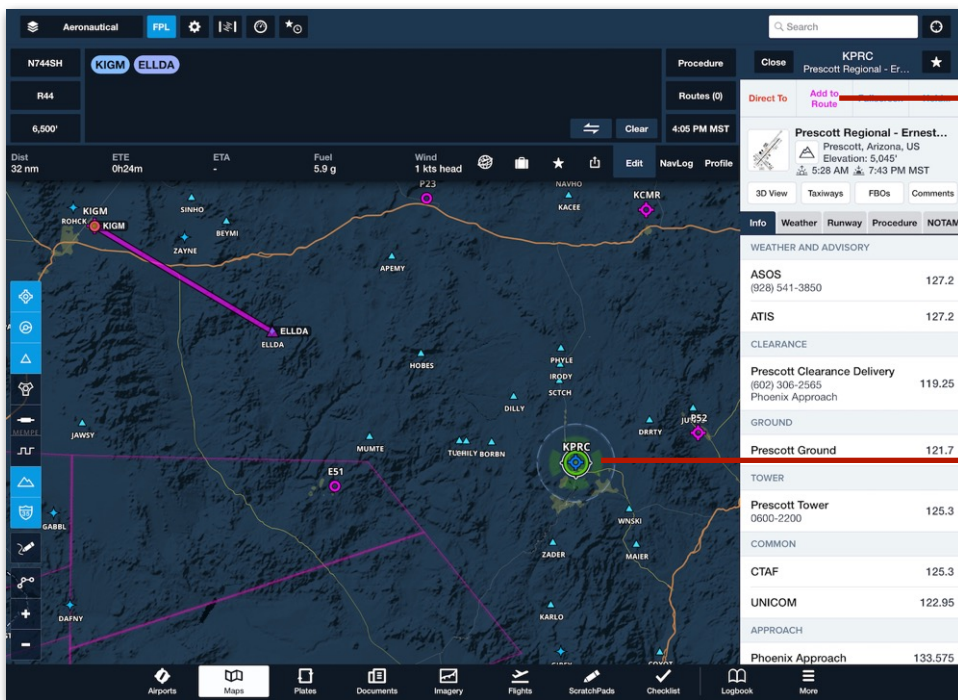 Aeronautical
FPL
Search
N744SH
KIGM ELLDA
Procedure
R44
Routes (0)
6,500'
Clear
4:05 PM MST
Close
KPRC
Prescott Regional - Er...
Direct To
Add to
Route
Dist
32 nm
ETE
0h24m
ETA
-
Fuel
5.9 g
Wind
1 kts head
Edit
NavLog
Profile
Prescott Regional - Ernest...
Prescott, Arizona, US
Elevation: 5,045'
5:28 AM 7:43 PM MST
3D View
Taxiways
FBOs
Comments
Info
Weather
Runway
Procedure
NOTAM
WEATHER AND ADVISORY
ASOS 127.2
(928) 541-3850
ATIS 127.2
CLEARANCE
Prescott Clearance Delivery
(602) 306-2565 119.25
Phoenix Approach
GROUND
Prescott Ground 121.7
TOWER
Prescott Tower 125.3
0600-2200
COMMON
CTAF 125.3
UNICOM 122.95
APPROACH
Phoenix Approach 133.575
P23
NAVHO
KACEE
KCMR
KIGM
ROHCK
KIGM
SINHO
BEYMI
ZAYNE
APEMY
ELLDA
ELLDA
HOBES
PHYLE
IRODY
SCTCH
DILLY
DRRTY
P52
JAWSY
MUMTE
BORBN
KPRC
E51
GABBL
WNSKI
ZADER
MAIER
DAFNY
KARLO
Airports
Maps
Plates
Documents
Imagery
Flights
ScratchPads
Checklist
Logbook
More